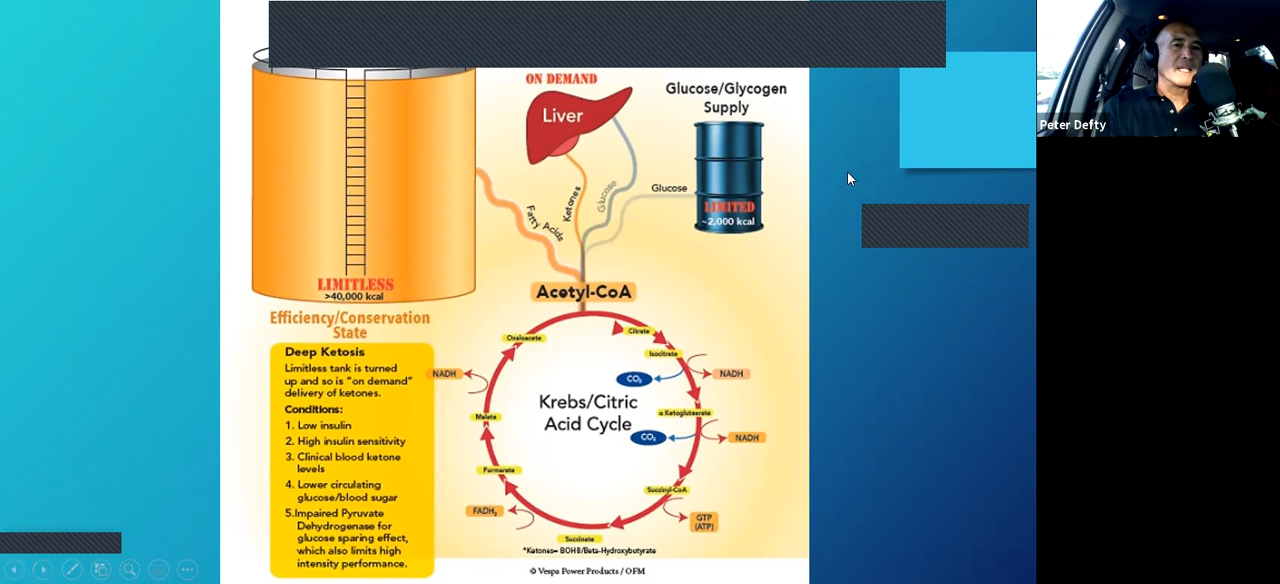 ON DEMAND
Liver
Glucose/Glycogen
Supply
Peter Defty
Fatty Acids
Ketones
Glucose
Glucose
LIMITED
~2,000 kcal
LIMITLESS
>40,000 kcal
Acetyl-CoA
Efficiency/Conservation
State
Deep Ketosis
Limitless tank is turned
up and so is "on demand"
delivery of ketones.
Conditions:
1. Low insulin
2. High insulin sensitivity
3. Clinical blood ketone
levels
4. Lower circulating
glucose/blood sugar
5.Impaired Pyruvate
Dehydrogenase for
glucose sparing effect,
which also limits high
intensity performance.
Krebs/Citric
Acid Cycle
Oxaloacete
Citrate
Isocitrate
NADH
CO₂
NADH
α Ketogluterate
CO₂
NADH
Malate
Fumerate
Succinyl-CoA
FADH₂
GTP
(ATP)
Succinate
*Ketones= BOHB/Beta-Hydroxybutyrate
© Vespa Power Products / OFM